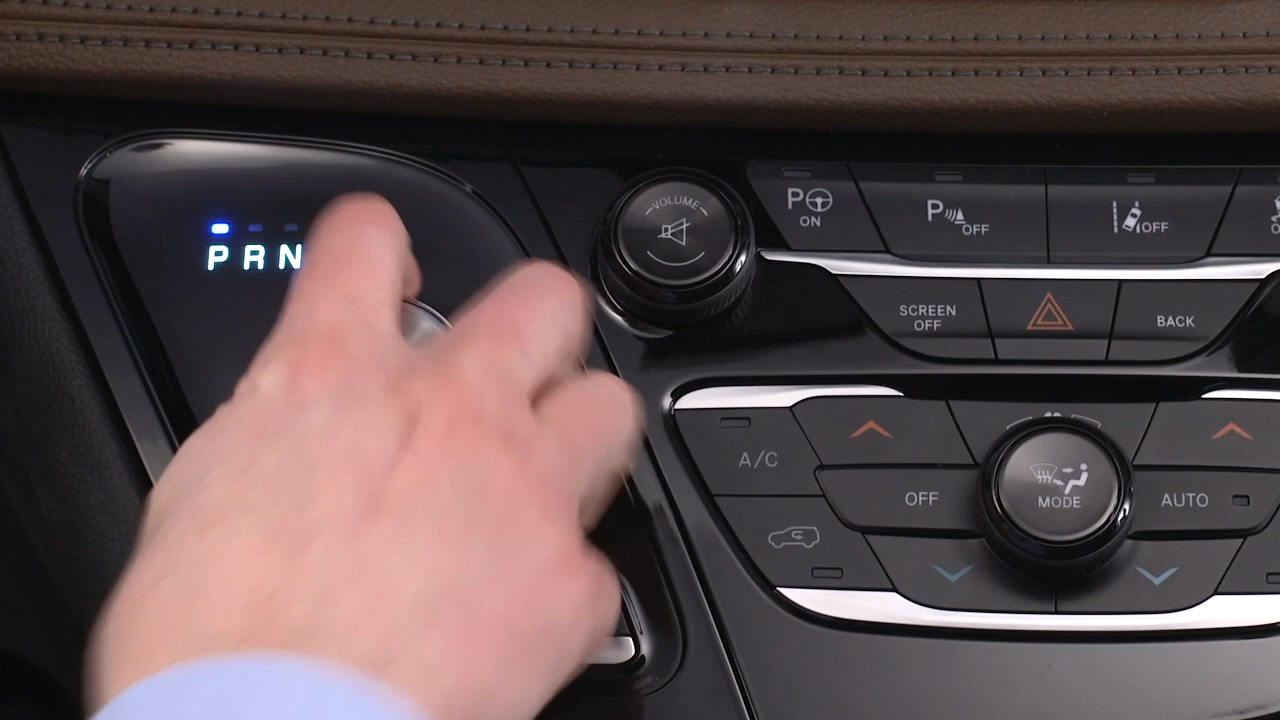 P R N
VOLUME
P
ON
P
OFF
OFF
SCREEN
OFF
BACK
A/C
OFF
MODE
AUTO